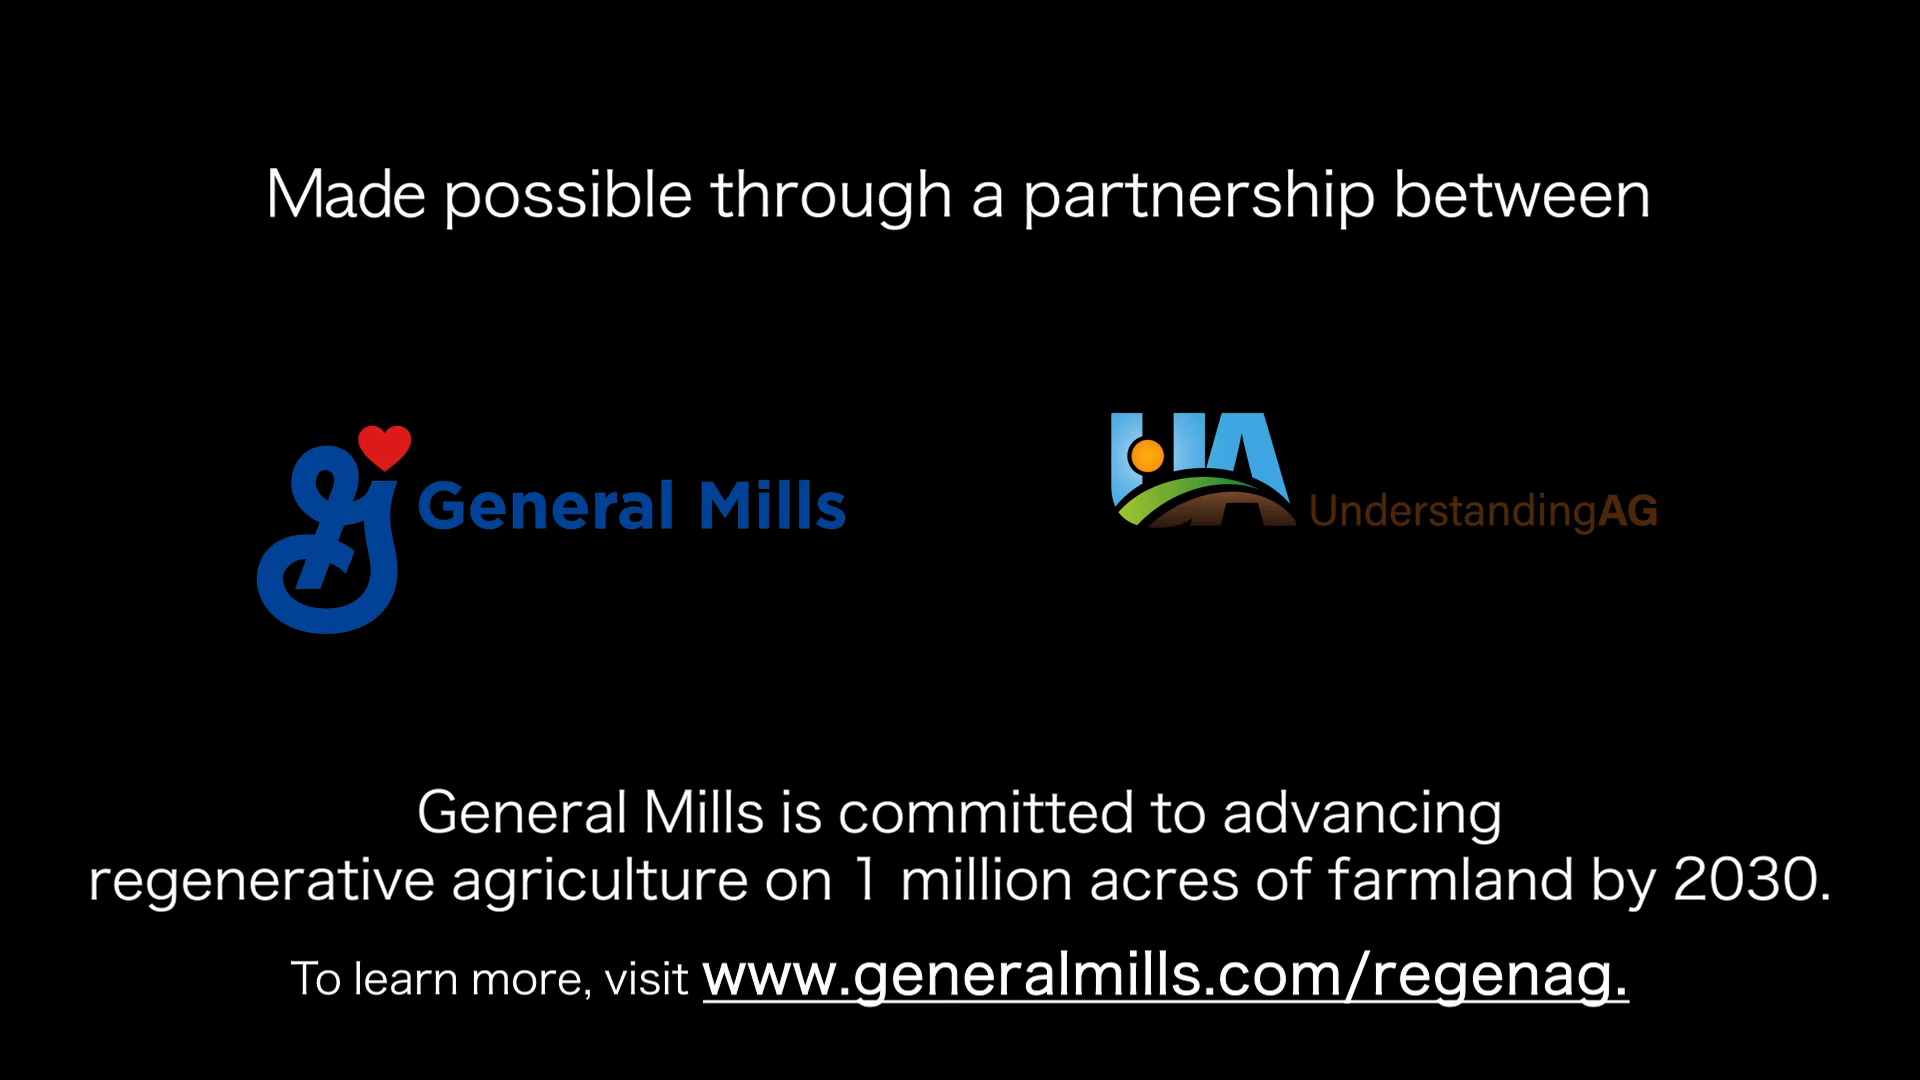 Made possible through a partnership between
General Mills
UA
UnderstandingAG
General Mills is committed to advancing
regenerative agriculture on 1 million acres of farmland by 2030.
To learn more, visit www.generalmills.com/regenag.